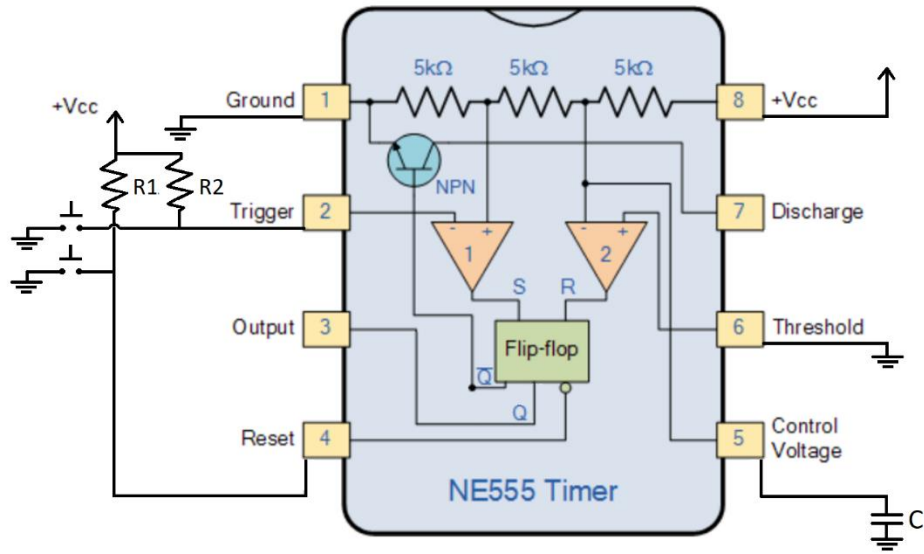 5kΩ 5kΩ 5kΩ
Ground 1
8 +Vcc
+Vcc
NPN
R1 R2
Trigger 2
7 Discharge
- + - +
1 2
S R
Output 3
6 Threshold
Flip-flop
Q
Q
Reset 4
5 Control
Voltage
NE555 Timer
C